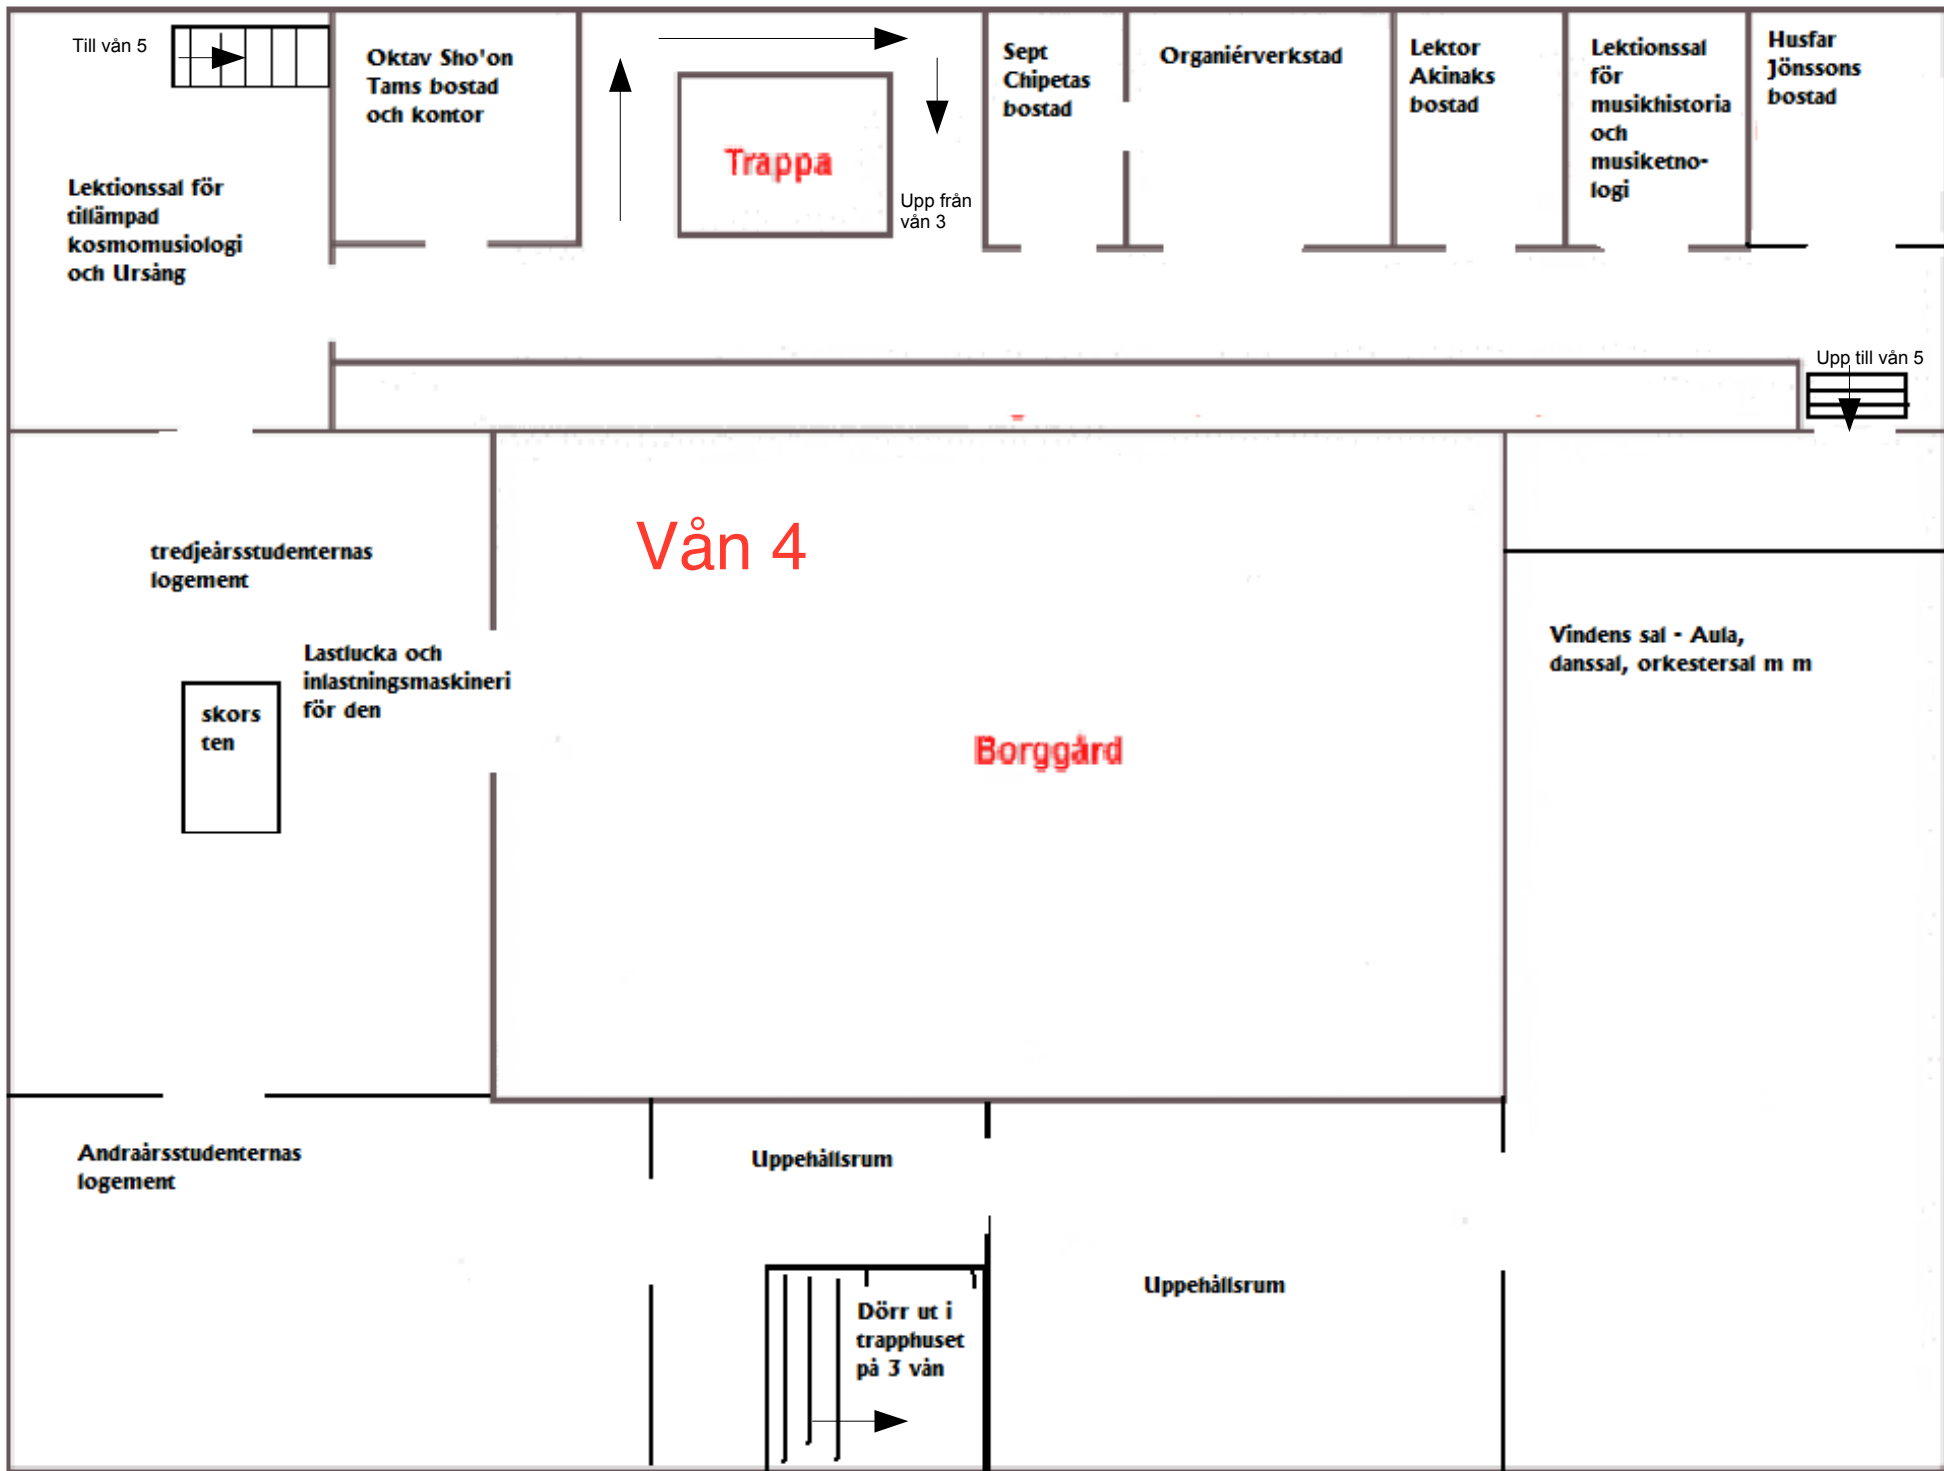 Till vån 5
Oktav Sho'on
Tams bostad
och kontor
Trappa
Upp från
vån 3
Sept
Chipetas
bostad
Organiérverkstad
Lektor
Akinaks
bostad
Lektionssal
för
musikhistoria
och
musiketno-
logi
Husfar
Jönssons
bostad
Lektionssal för
tillämpad
kosmomusiologi
och Ursång
Upp till vån 5
tredjeårsstudenternas
logement
Vån 4
Lastlucka och
inlastningsmaskineri
för den
skors
ten
Borggård
Vindens sal - Aula,
danssal, orkestersal m m
Andraårsstudenternas
logement
Uppehållsrum
Uppehållsrum
Dörr ut i
trapphuset
på 3 vån